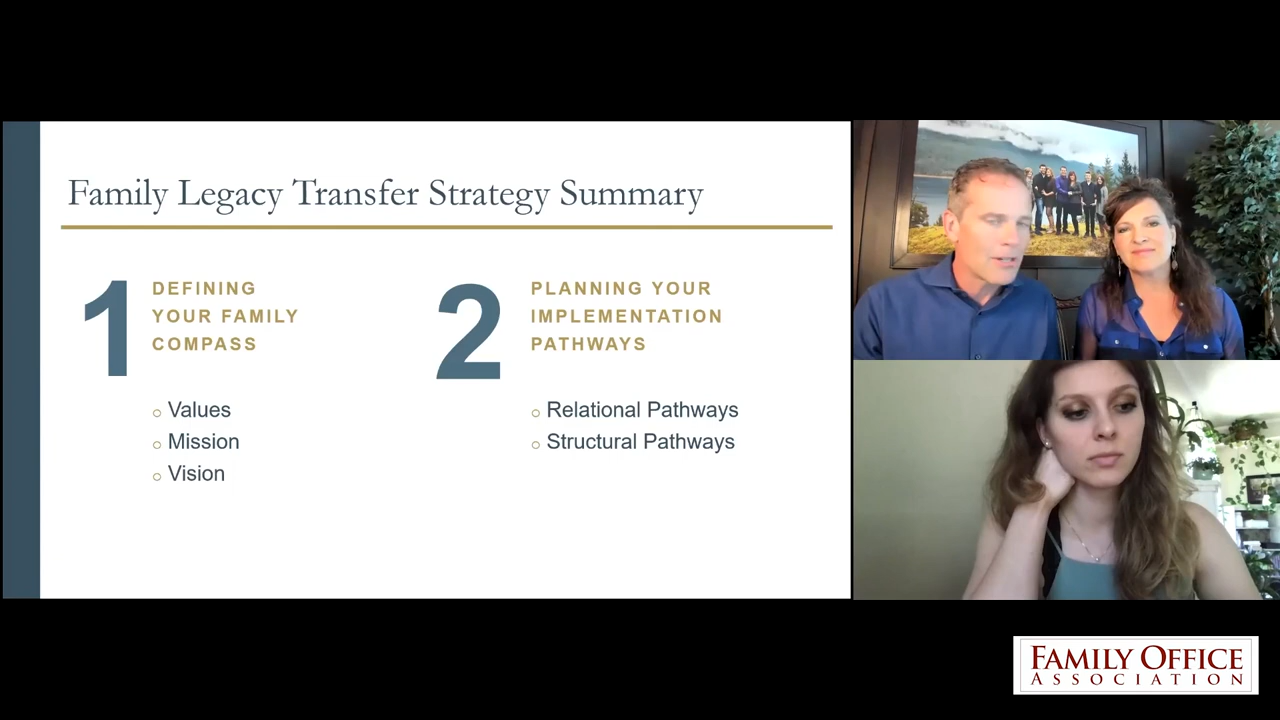 Family Legacy Transfer Strategy Summary
1
DEFINING
YOUR FAMILY
COMPASS
Values
Mission
Vision
2
PLANNING YOUR
IMPLEMENTATION
PATHWAYS
Relational Pathways
Structural Pathways
FAMILY OFFICE
ASSOCIATION